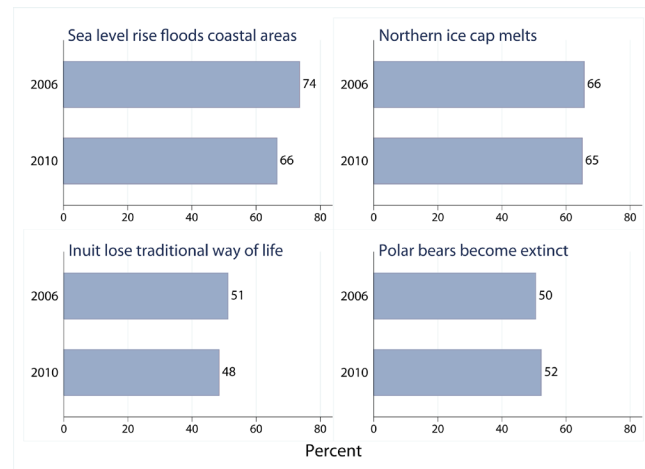 Sea level rise floods coastal areas
2006
74
2010
66
0 20 40 60 80
Northern ice cap melts
2006
66
2010
65
0 20 40 60 80
Inuit lose traditional way of life
2006
51
2010
48
0 20 40 60 80
Polar bears become extinct
2006
50
2010
52
0 20 40 60 80
Percent